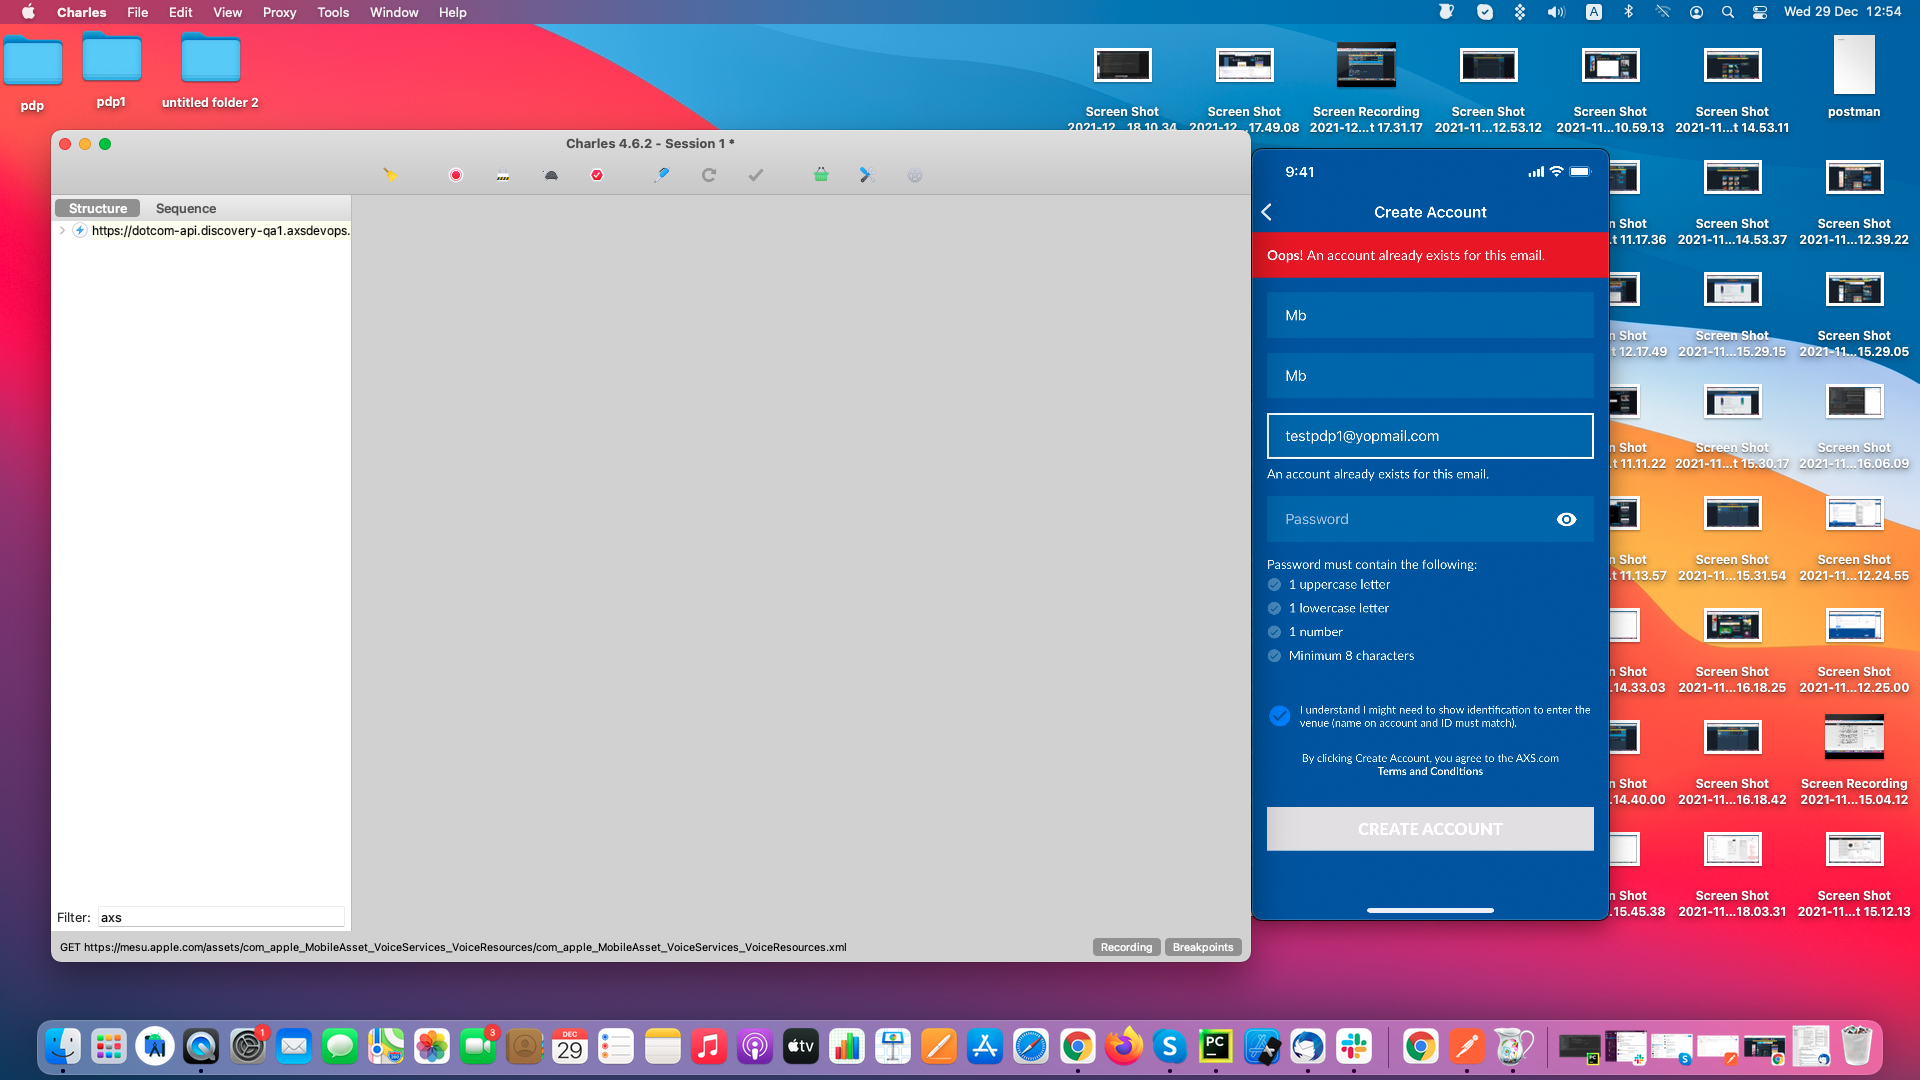 Charles File Edit View Proxy Tools Window Help
A
Wed 29 Dec 12:54
pdp
pdp1
untitled folder 2
Screen Shot
2021-12...18.10.34
Screen Shot
2021-12...17.49.08
Screen Recording
2021-12...t 17.31.17
Screen Shot
2021-11...12.53.12
Screen Shot
2021-11...10.59.13
Screen Shot
2021-11...t 14.53.11
postman
Charles 4.6.2 - Session 1 *
Structure
Sequence
https://dotcom-api.discovery-qa1.axsdevops.
Filter: axs
GET https://mesu.apple.com/assets/com_apple_MobileAsset_VoiceServices_VoiceResources/com_apple_MobileAsset_VoiceServices_VoiceResources.xml
Recording
Breakpoints
9:41
Create Account
Oops! An account already exists for this email.
Mb
Mb
testpdp1@yopmail.com
An account already exists for this email.
Password
Password must contain the following:
1 uppercase letter
1 lowercase letter
1 number
Minimum 8 characters
I understand I might need to show identification to enter the
venue (name on account and ID must match).
By clicking Create Account, you agree to the AXS.com
Terms and Conditions
CREATE ACCOUNT
n Shot
.t 11.17.36
Screen Shot
2021-11...14.53.37
Screen Shot
2021-11...12.39.22
n Shot
t 12.17.49
Screen Shot
2021-11...15.29.15
Screen Shot
2021-11...15.29.05
n Shot
.t 11.11.22
Screen Shot
2021-11...t 15.30.17
Screen Shot
2021-11...16.06.09
n Shot
.t 11.13.57
Screen Shot
2021-11...15.31.54
Screen Shot
2021-11...12.24.55
n Shot
.14.33.03
Screen Shot
2021-11...16.18.25
Screen Shot
2021-11...12.25.00
n Shot
.14.40.00
Screen Shot
2021-11...16.18.42
Screen Recording
2021-11...15.04.12
n Shot
.15.45.38
Screen Shot
2021-11...18.03.31
Screen Shot
2021-11...t 15.12.13
1
3
DEC
29
tv
S
PC